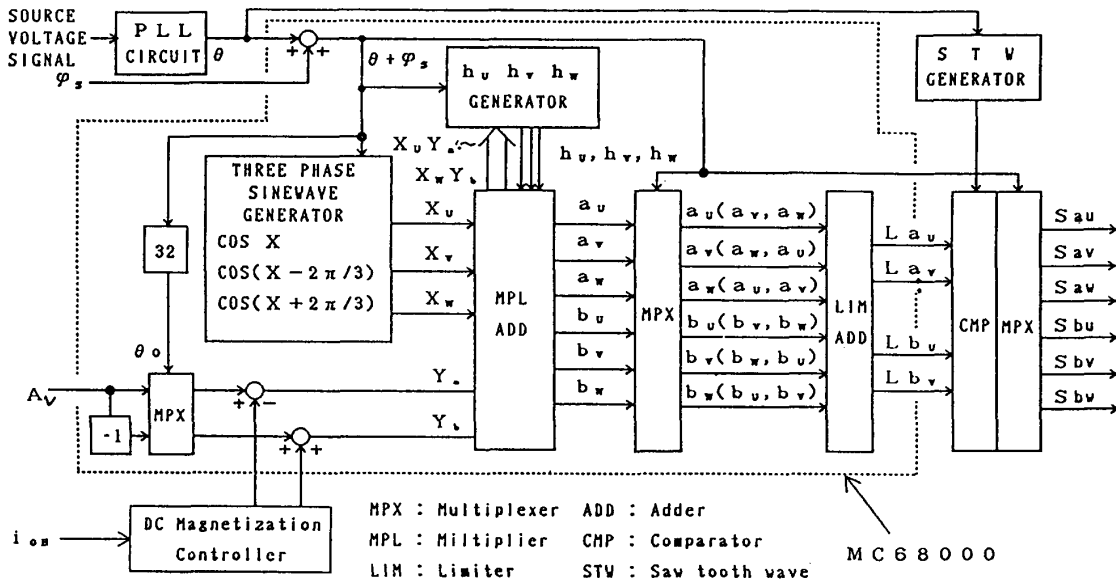 SOURCE
VOLTAGE
SIGNAL
PLL
CIRCUIT
θ
φs
+
+
θ+φs
STW
GENERATOR
hU hV hW
GENERATOR
XU Ya
XW Yb
hU, hV, hW
THREE PHASE
SINEWAVE
GENERATOR
COS X
COS(X-2π/3)
COS(X+2π/3)
XU
XV
XW
32
θo
AV
-1
MPX
+
-
+
+
Ya
Yb
MPL
ADD
aU
aV
aW
bU
bV
bW
MPX
aU(aV, aW)
aV(aW, aU)
aW(aU, aV)
bU(bV, bW)
bV(bW, bU)
bW(bU, bV)
LIM
ADD
LaU
LaV
LbU
LbV
CMP
MPX
Sau
Sav
Saw
Sbu
Sbv
Sbw
DC Magnetization
Controller
MPX : Multiplexer ADD : Adder
MPL : Miltiplier CMP : Comparator
LIM : Limiter STW : Saw tooth wave
MC68000